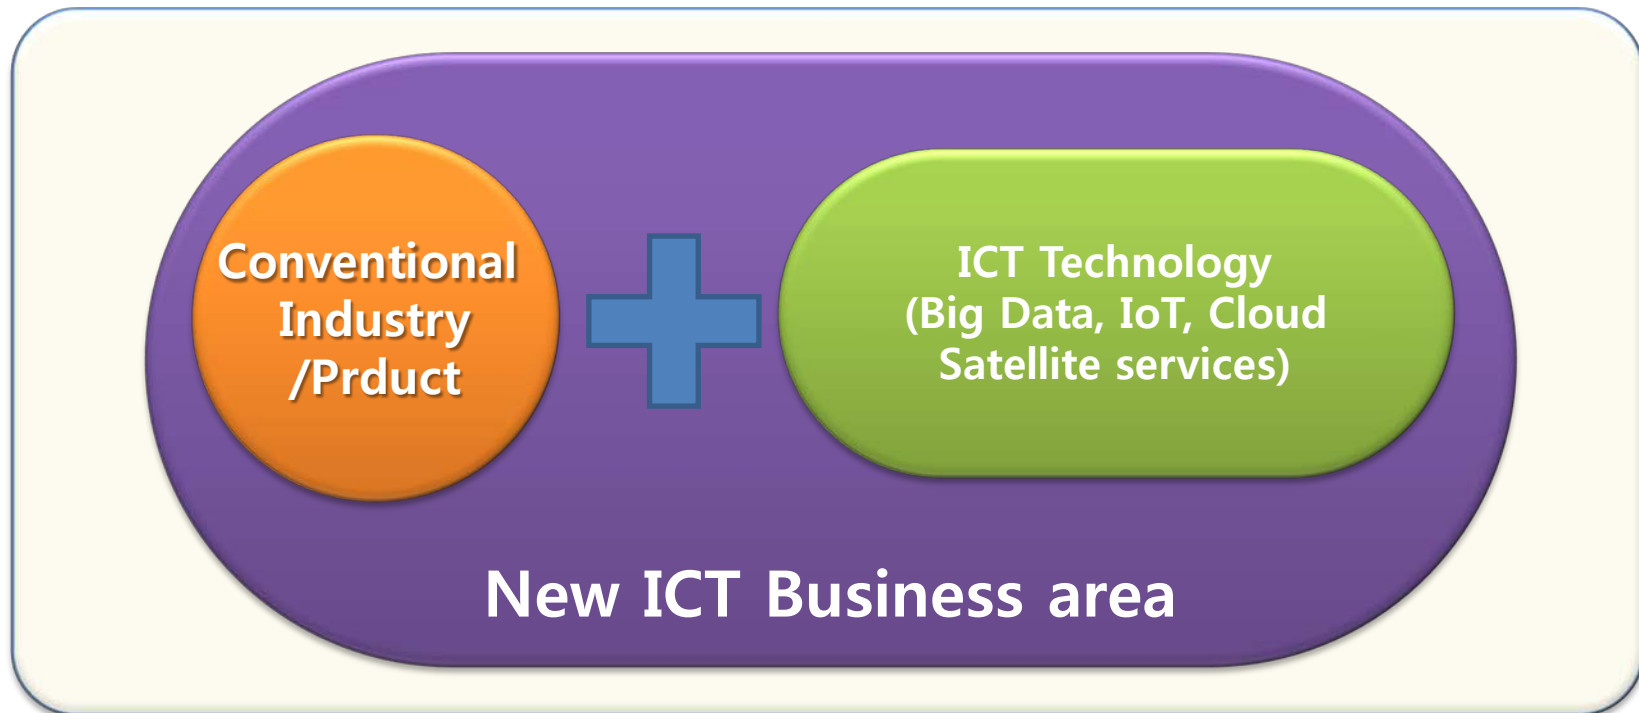 Conventional
Industry
/Prduct
ICT Technology
(Big Data, IoT, Cloud
Satellite services)
New ICT Business area